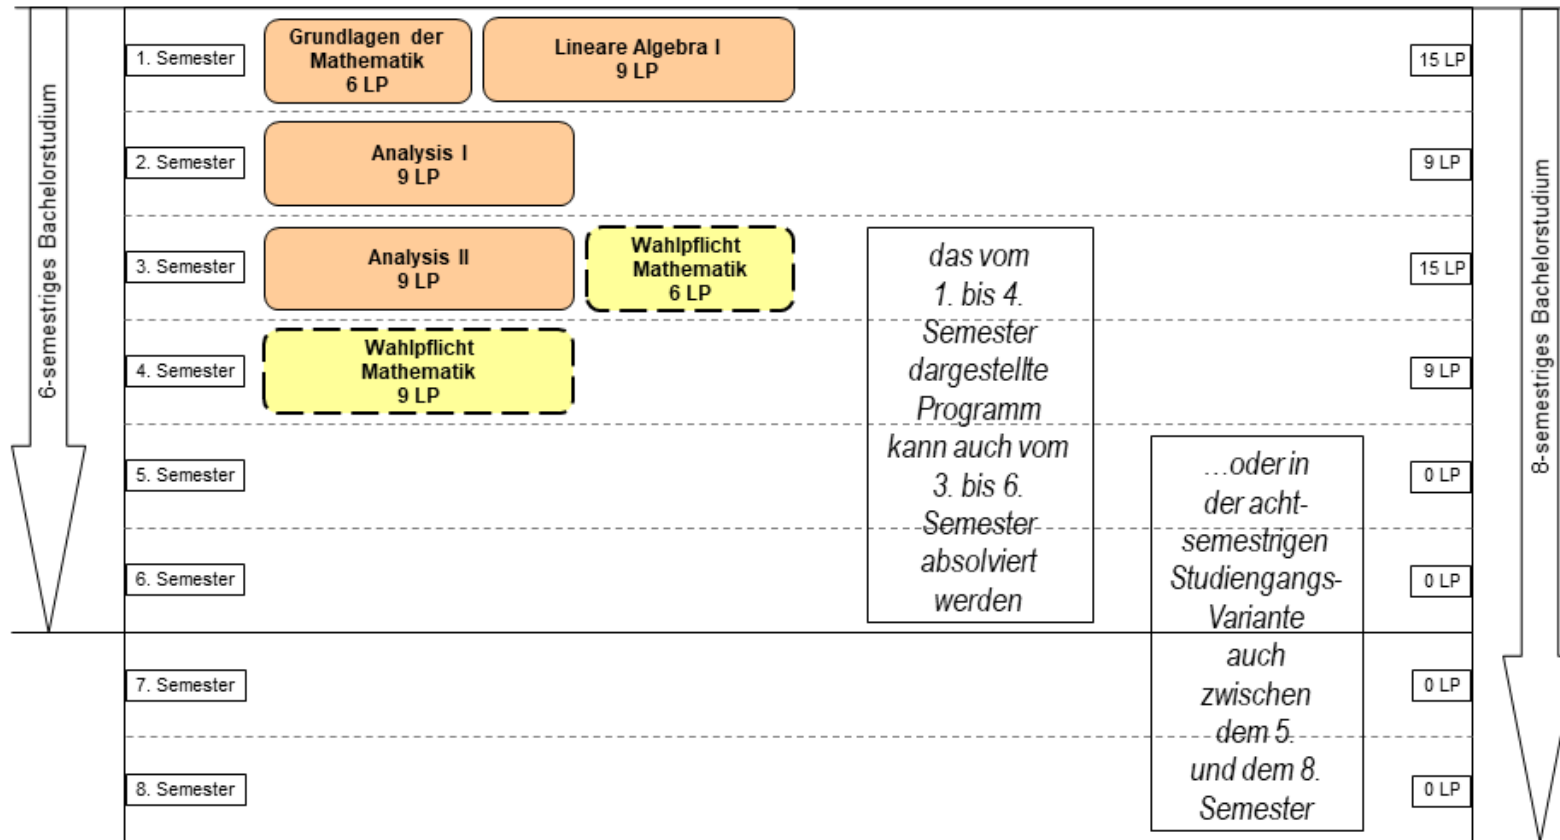 6-semestriges Bachelorstudium
1. Semester
Grundlagen der
Mathematik
6 LP
Lineare Algebra I
9 LP
15 LP
2. Semester
Analysis I
9 LP
9 LP
3. Semester
Analysis II
9 LP
Wahlpflicht
Mathematik
6 LP
15 LP
4. Semester
Wahlpflicht
Mathematik
9 LP
9 LP
5. Semester
0 LP
6. Semester
0 LP
7. Semester
0 LP
8. Semester
0 LP
das vom
1. bis 4.
Semester
dargestellte
Programm
kann auch vom
3. bis 6.
Semester
absolviert
werden
...oder in
der acht-
semestrigen
Studiengangs-
Variante
auch
zwischen
dem 5.
und dem 8.
Semester
8-semestriges Bachelorstudium